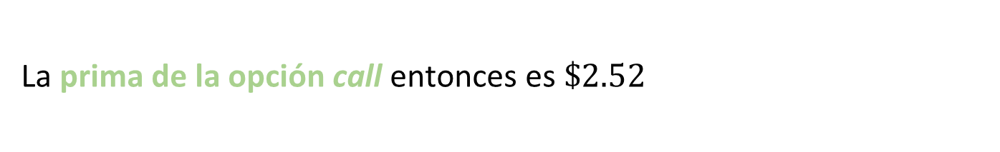 La prima de la opción call entonces es $2.52